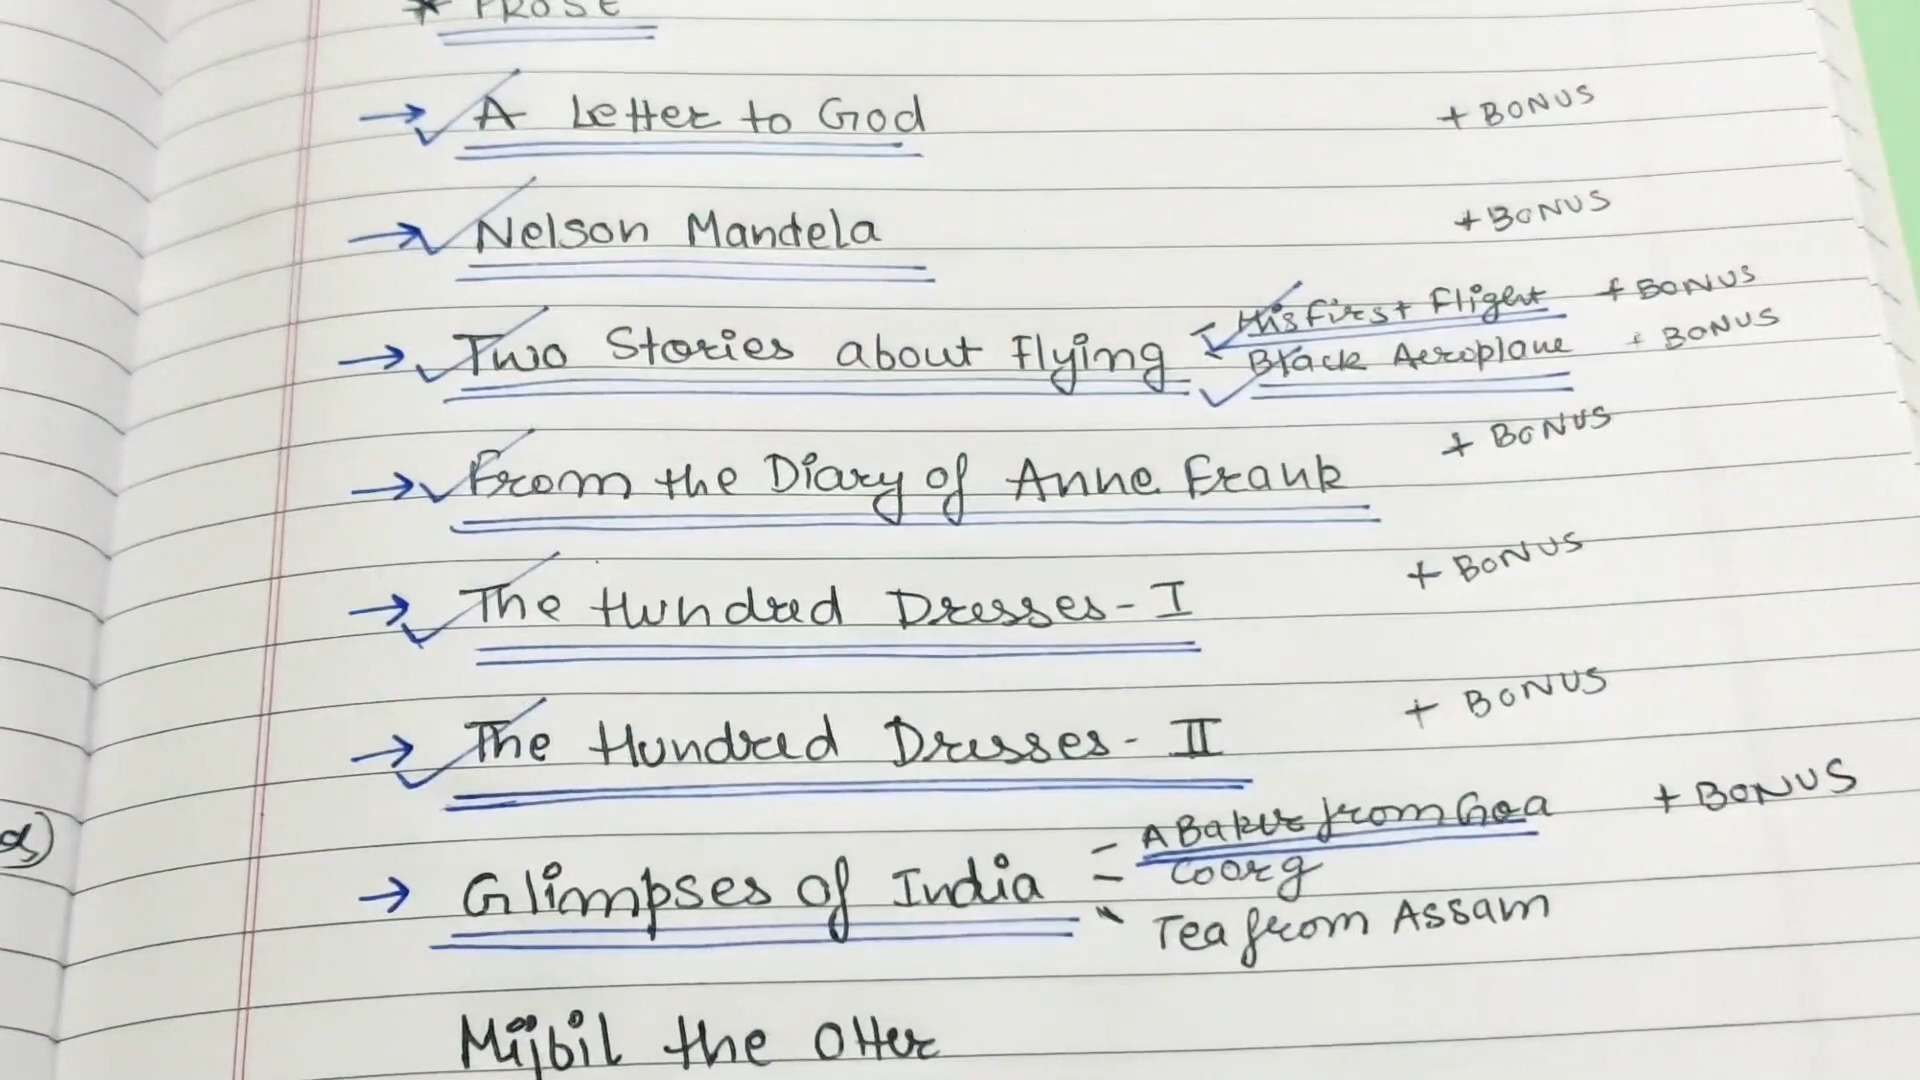 * PROSE
→ A Letter to God + BONUS
→ Nelson Mandela + BONUS
His First Flight + BONUS
→ Two Stories about Flying
Black Aeroplane + BONUS
→ From the Diary of Anne Frank + BONUS
→ The Hundred Dresses - I + BONUS
→ The Hundred Dresses - II + BONUS
A Baker from Goa + BONUS
→ Glimpses of India
Coorg
Tea from Assam
Mijbil the Otter